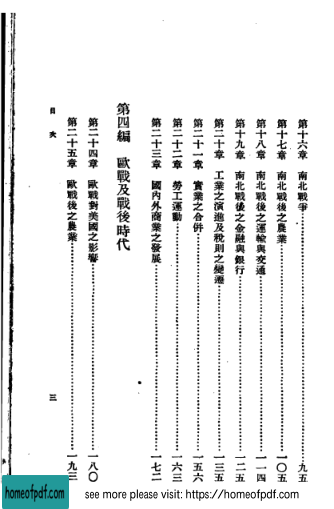 第十六章　南北戰爭……九五
第十七章　南北戰後之農業……一〇五
第十八章　南北戰後之運輸與交通……一一四
第十九章　南北戰後之金融與銀行……一二五
第二十章　工業之演進及稅則之變遷……一三五
第二十一章　實業之合併……一五六
第二十二章　勞工運動……一六三
第二十三章　國內外商業之發展……一七二
第四編　歐戰及戰後時代
第二十四章　歐戰對美國之影響……一八〇
第二十五章　歐戰後之農業……一九三
目次
三
homeofpdf.com
see more please visit: https://homeofpdf.com